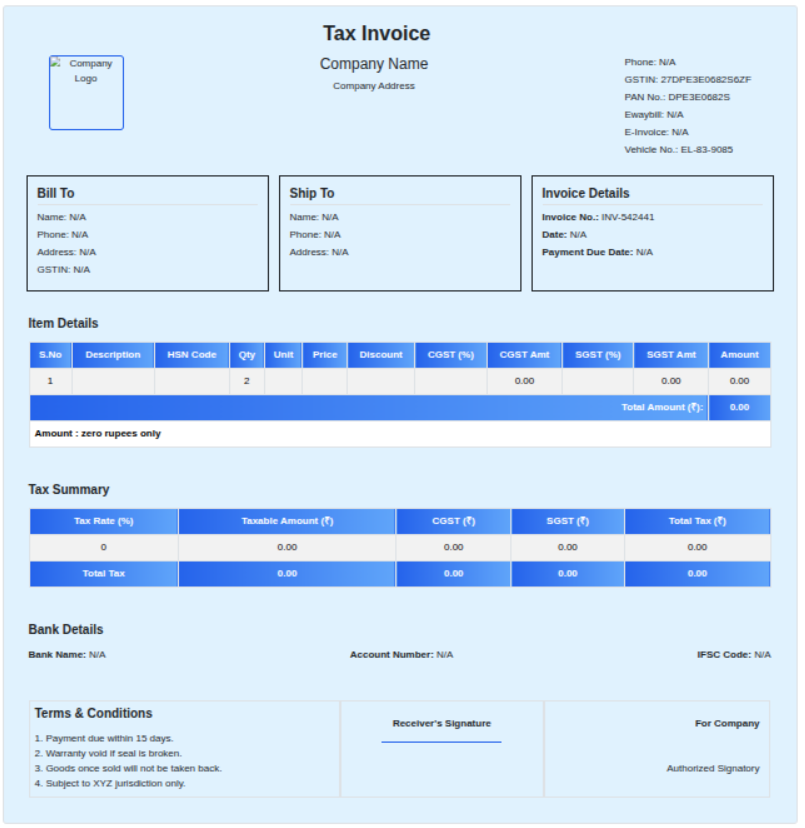 Tax Invoice
Company Logo
Company Name
Company Address
Phone: N/A
GSTIN: 27DPE3E0682S6ZF
PAN No.: DPE3E0682S
Ewaybill: N/A
E-Invoice: N/A
Vehicle No.: EL-83-9085
Bill To
Name: N/A
Phone: N/A
Address: N/A
GSTIN: N/A
Ship To
Name: N/A
Phone: N/A
Address: N/A
Invoice Details
Invoice No.: INV-542441
Date: N/A
Payment Due Date: N/A
Item Details
S.No Description HSN Code Qty Unit Price Discount CGST (%) CGST Amt SGST (%) SGST Amt Amount
1 2 0.00 0.00 0.00
Total Amount (₹): 0.00
Amount : zero rupees only
Tax Summary
Tax Rate (%) Taxable Amount (₹) CGST (₹) SGST (₹) Total Tax (₹)
0 0.00 0.00 0.00 0.00
Total Tax 0.00 0.00 0.00 0.00
Bank Details
Bank Name: N/A Account Number: N/A IFSC Code: N/A
Terms & Conditions
1. Payment due within 15 days.
2. Warranty void if seal is broken.
3. Goods once sold will not be taken back.
4. Subject to XYZ jurisdiction only.
Receiver's Signature
For Company
Authorized Signatory